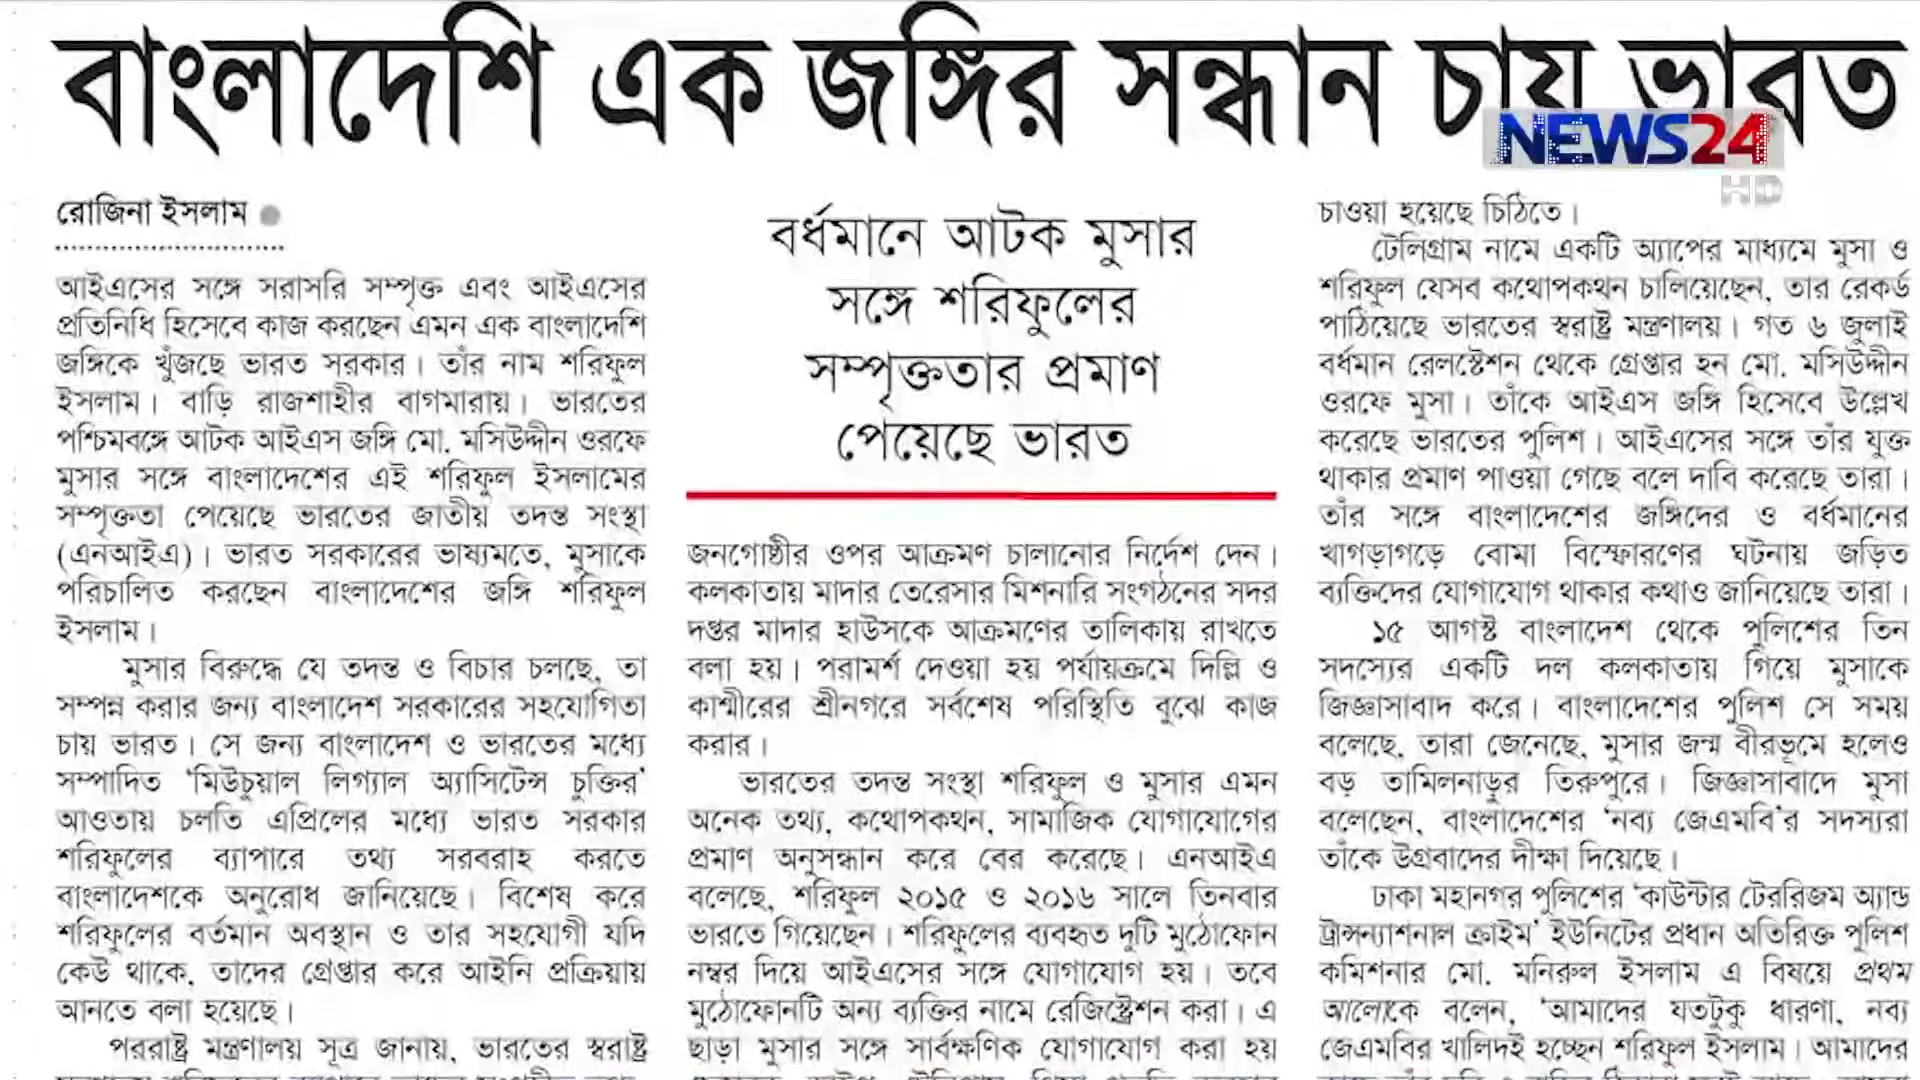 বাংলাদেশি এক জঙ্গির সন্ধান চায় ভারত
NEWS24
HD
রোজিনা ইসলাম ●
আইএসের সঙ্গে সরাসরি সম্পৃক্ত এবং আইএসের
প্রতিনিধি হিসেবে কাজ করছেন এমন এক বাংলাদেশি
জঙ্গিকে খুঁজছে ভারত সরকার। তাঁর নাম শরিফুল
ইসলাম। বাড়ি রাজশাহীর বাগমারায়। ভারতের
পশ্চিমবঙ্গে আটক আইএস জঙ্গি মো. মসিউদ্দীন ওরফে
মুসার সঙ্গে বাংলাদেশের এই শরিফুল ইসলামের
সম্পৃক্ততা পেয়েছে ভারতের জাতীয় তদন্ত সংস্থা
(এনআইএ)। ভারত সরকারের ভাষ্যমতে, মুসাকে
পরিচালিত করছেন বাংলাদেশের জঙ্গি শরিফুল
ইসলাম।
মুসার বিরুদ্ধে যে তদন্ত ও বিচার চলছে, তা
সম্পন্ন করার জন্য বাংলাদেশ সরকারের সহযোগিতা
চায় ভারত। সে জন্য বাংলাদেশ ও ভারতের মধ্যে
সম্পাদিত ‘মিউচুয়াল লিগ্যাল অ্যাসিটেন্স চুক্তির’
আওতায় চলতি এপ্রিলের মধ্যে ভারত সরকার
শরিফুলের ব্যাপারে তথ্য সরবরাহ করতে
বাংলাদেশকে অনুরোধ জানিয়েছে। বিশেষ করে
শরিফুলের বর্তমান অবস্থান ও তার সহযোগী যদি
কেউ থাকে, তাদের গ্রেপ্তার করে আইনি প্রক্রিয়ায়
আনতে বলা হয়েছে।
পররাষ্ট্র মন্ত্রণালয় সূত্র জানায়, ভারতের স্বরাষ্ট্র
বর্ধমানে আটক মুসার
সঙ্গে শরিফুলের
সম্পৃক্ততার প্রমাণ
পেয়েছে ভারত
জনগোষ্ঠীর ওপর আক্রমণ চালানোর নির্দেশ দেন।
কলকাতায় মাদার তেরেসার মিশনারি সংগঠনের সদর
দপ্তর মাদার হাউসকে আক্রমণের তালিকায় রাখতে
বলা হয়। পরামর্শ দেওয়া হয় পর্যায়ক্রমে দিল্লি ও
কাশ্মীরের শ্রীনগরে সর্বশেষ পরিস্থিতি বুঝে কাজ
করার।
ভারতের তদন্ত সংস্থা শরিফুল ও মুসার এমন
অনেক তথ্য, কথোপকথন, সামাজিক যোগাযোগের
প্রমাণ অনুসন্ধান করে বের করেছে। এনআইএ
বলেছে, শরিফুল ২০১৫ ও ২০১৬ সালে তিনবার
ভারতে গিয়েছেন। শরিফুলের ব্যবহৃত দুটি মুঠোফোন
নম্বর দিয়ে আইএসের সঙ্গে যোগাযোগ হয়। তবে
মুঠোফোনটি অন্য ব্যক্তির নামে রেজিস্ট্রেশন করা। এ
ছাড়া মুসার সঙ্গে সার্বক্ষণিক যোগাযোগ করা হয়
চাওয়া হয়েছে চিঠিতে।
টেলিগ্রাম নামে একটি অ্যাপের মাধ্যমে মুসা ও
শরিফুল যেসব কথোপকথন চালিয়েছেন, তার রেকর্ড
পাঠিয়েছে ভারতের স্বরাষ্ট্র মন্ত্রণালয়। গত ৬ জুলাই
বর্ধমান রেলস্টেশন থেকে গ্রেপ্তার হন মো. মসিউদ্দীন
ওরফে মুসা। তাঁকে আইএস জঙ্গি হিসেবে উল্লেখ
করেছে ভারতের পুলিশ। আইএসের সঙ্গে তাঁর যুক্ত
থাকার প্রমাণ পাওয়া গেছে বলে দাবি করেছে তারা।
তাঁর সঙ্গে বাংলাদেশের জঙ্গিদের ও বর্ধমানের
খাগড়াগড়ে বোমা বিস্ফোরণের ঘটনায় জড়িত
ব্যক্তিদের যোগাযোগ থাকার কথাও জানিয়েছে তারা।
১৫ আগস্ট বাংলাদেশ থেকে পুলিশের তিন
সদস্যের একটি দল কলকাতায় গিয়ে মুসাকে
জিজ্ঞাসাবাদ করে। বাংলাদেশের পুলিশ সে সময়
বলেছে, তারা জেনেছে, মুসার জন্ম বীরভূমে হলেও
বড় তামিলনাড়ুর তিরুপুরে। জিজ্ঞাসাবাদে মুসা
বলেছেন, বাংলাদেশের ‘নব্য জেএমবি’র সদস্যরা
তাঁকে উগ্রবাদের দীক্ষা দিয়েছে।
ঢাকা মহানগর পুলিশের ‘কাউন্টার টেররিজম অ্যান্ড
ট্রান্সন্যাশনাল ক্রাইম’ ইউনিটের প্রধান অতিরিক্ত পুলিশ
কমিশনার মো. মনিরুল ইসলাম এ বিষয়ে প্রথম
আলোকে বলেন, ‘আমাদের যতটুকু ধারণা, নব্য
জেএমবির খালিদই হচ্ছেন শরিফুল ইসলাম। আমাদের